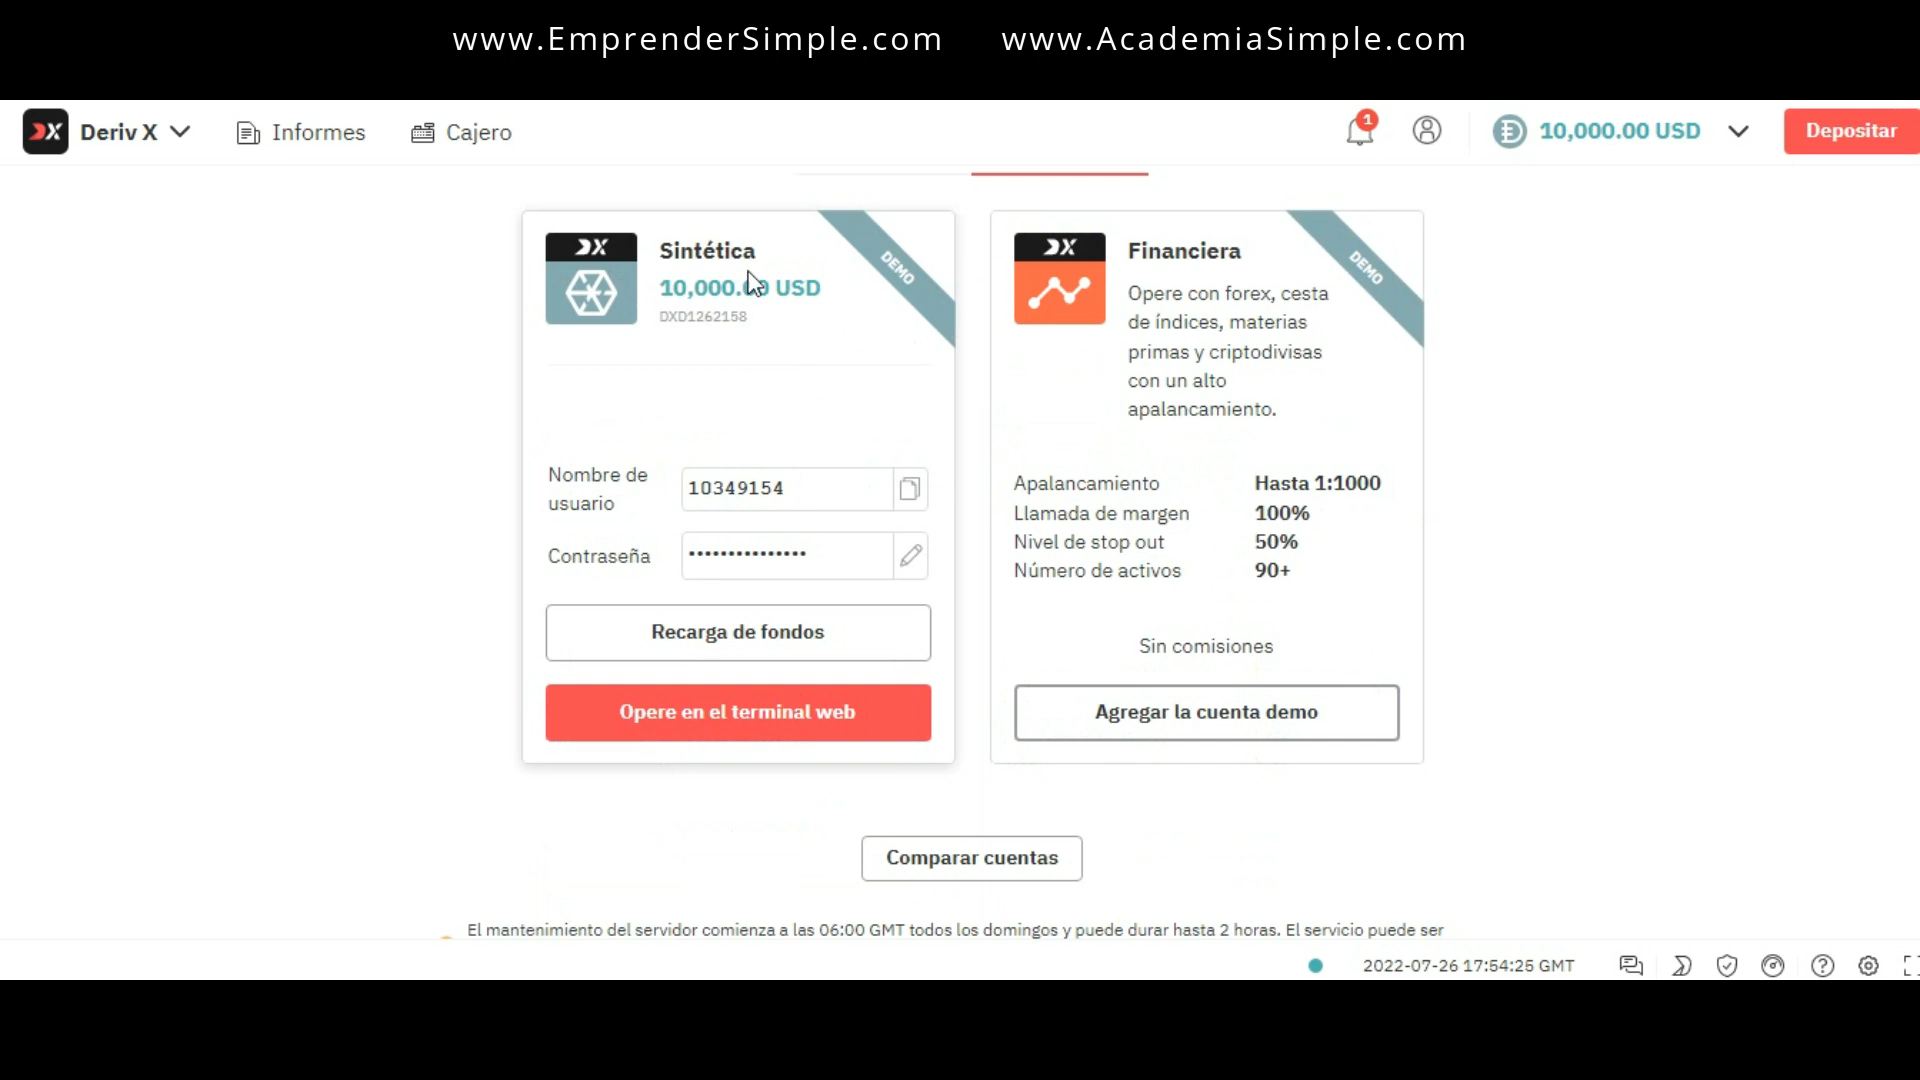 www.EmprenderSimple.com www.AcademiaSimple.com
Deriv X Informes Cajero 1 10,000.00 USD Depositar
DX
Sintética
10,000.00 USD
DXD1262158
DEMO
Nombre de
usuario
10349154
Contraseña
•••••••••••••••
Recarga de fondos
Opere en el terminal web
DX
Financiera
DEMO
Opere con forex, cesta
de índices, materias
primas y criptodivisas
con un alto
apalancamiento.
Apalancamiento Hasta 1:1000
Llamada de margen 100%
Nivel de stop out 50%
Número de activos 90+
Sin comisiones
Agregar la cuenta demo
Comparar cuentas
El mantenimiento del servidor comienza a las 06:00 GMT todos los domingos y puede durar hasta 2 horas. El servicio puede ser
2022-07-26 17:54:25 GMT